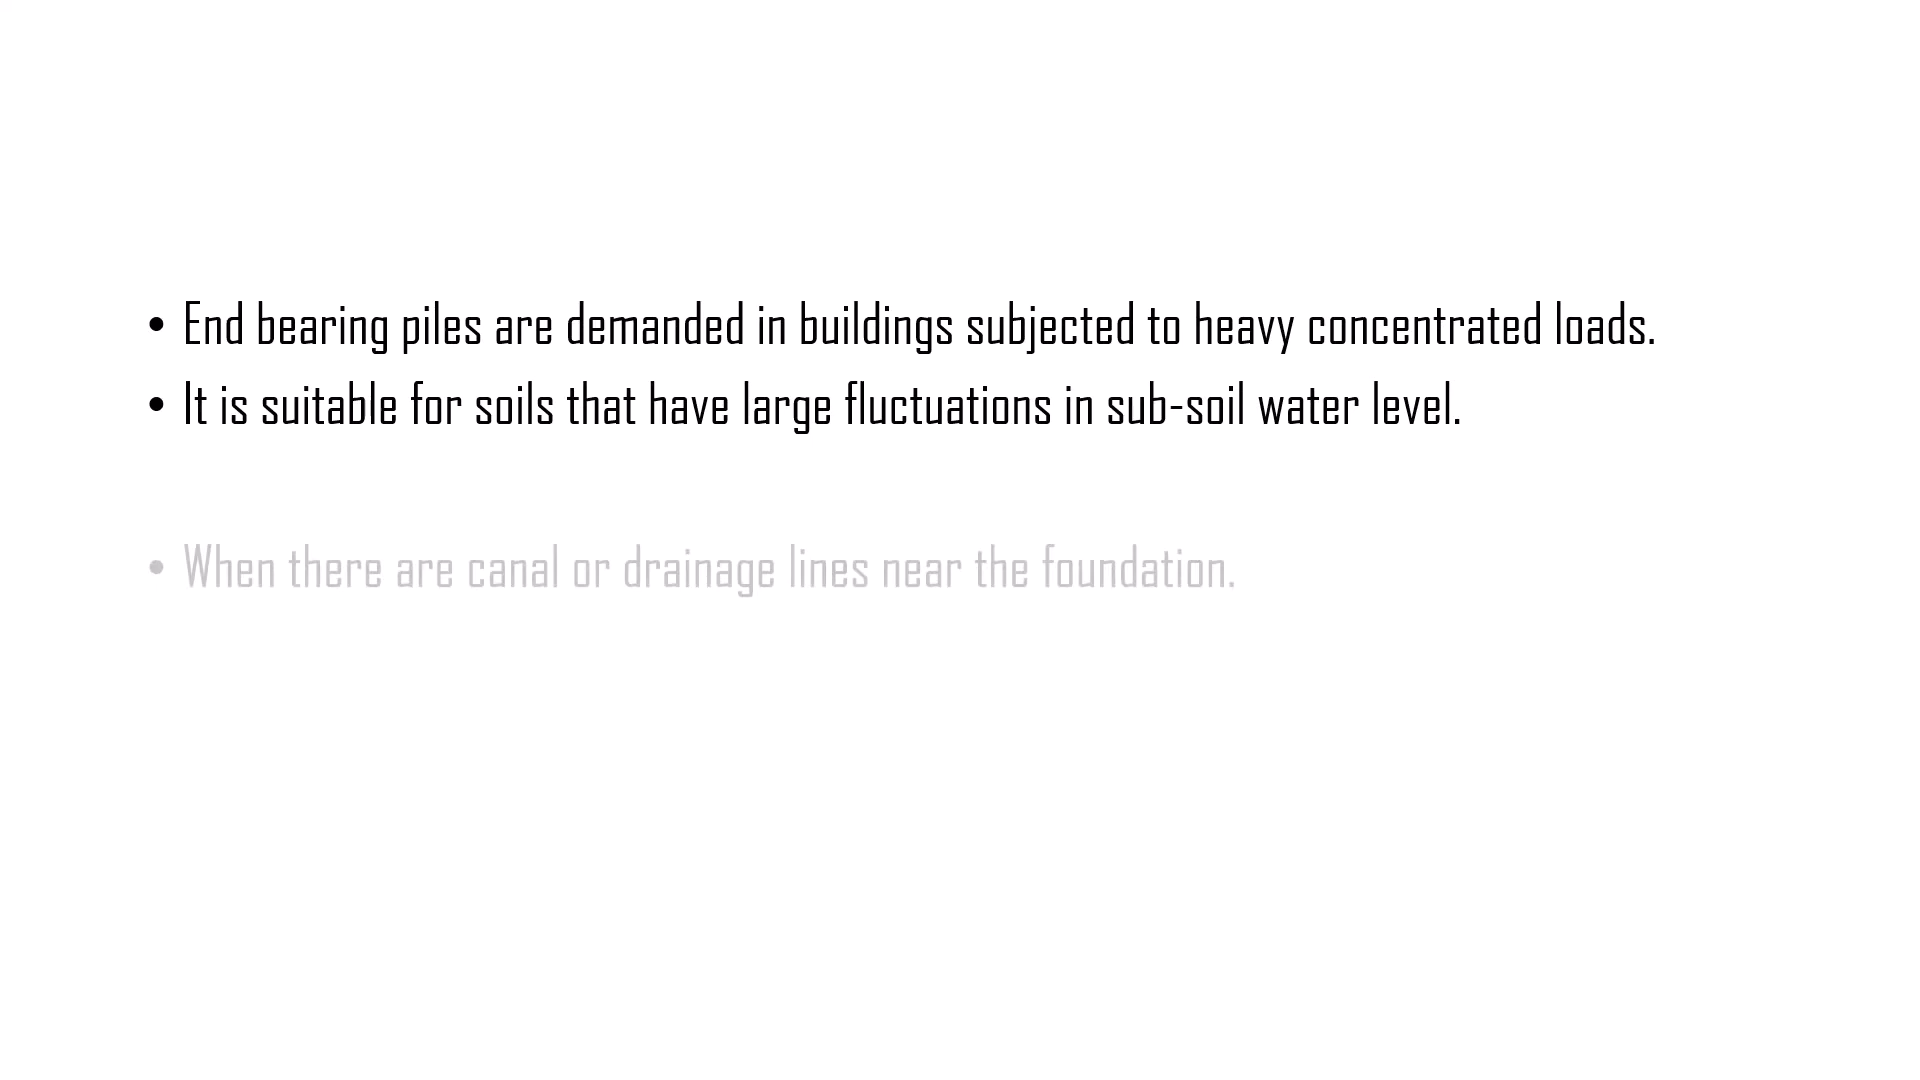 • End bearing piles are demanded in buildings subjected to heavy concentrated loads.
• It is suitable for soils that have large fluctuations in sub-soil water level.
• When there are canal or drainage lines near the foundation.